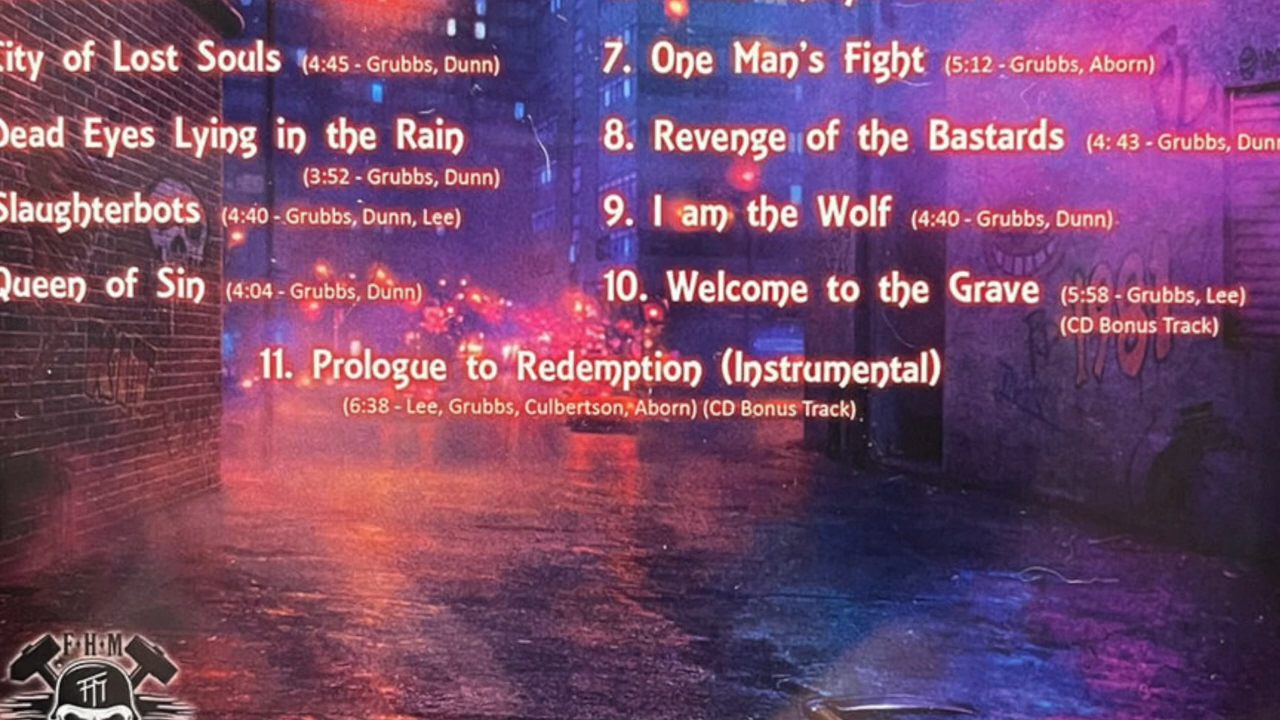 City of Lost Souls (4:45 - Grubbs, Dunn)
Dead Eyes Lying in the Rain
(3:52 - Grubbs, Dunn)
Slaughterbots (4:40 - Grubbs, Dunn, Lee)
Queen of Sin (4:04 - Grubbs, Dunn)
7. One Man's Fight (5:12 - Grubbs, Aborn)
8. Revenge of the Bastards (4: 43 - Grubbs, Dunn
9. I am the Wolf (4:40 - Grubbs, Dunn)
10. Welcome to the Grave (5:58 - Grubbs, Lee)
(CD Bonus Track)
11. Prologue to Redemption (Instrumental)
(6:38 - Lee, Grubbs, Culbertson, Aborn) (CD Bonus Track)
1981
F·H·M